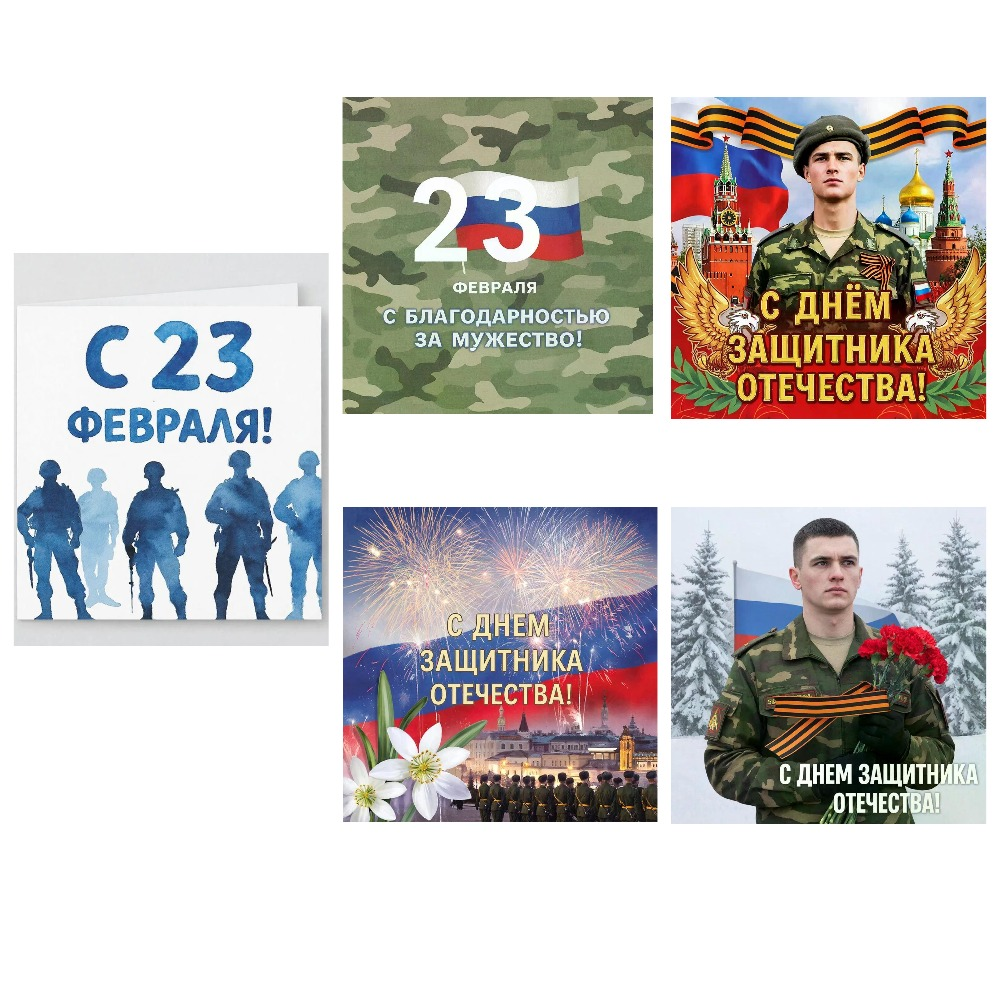 С 23
ФЕВРАЛЯ!
23
ФЕВРАЛЯ
С БЛАГОДАРНОСТЬЮ
ЗА МУЖЕСТВО!
С ДНЁМ
ЗАЩИТНИКА
ОТЕЧЕСТВА!
С ДНЕМ
ЗАЩИТНИКА
ОТЕЧЕСТВА!
С ДНЕМ ЗАЩИТНИКА
ОТЕЧЕСТВА!